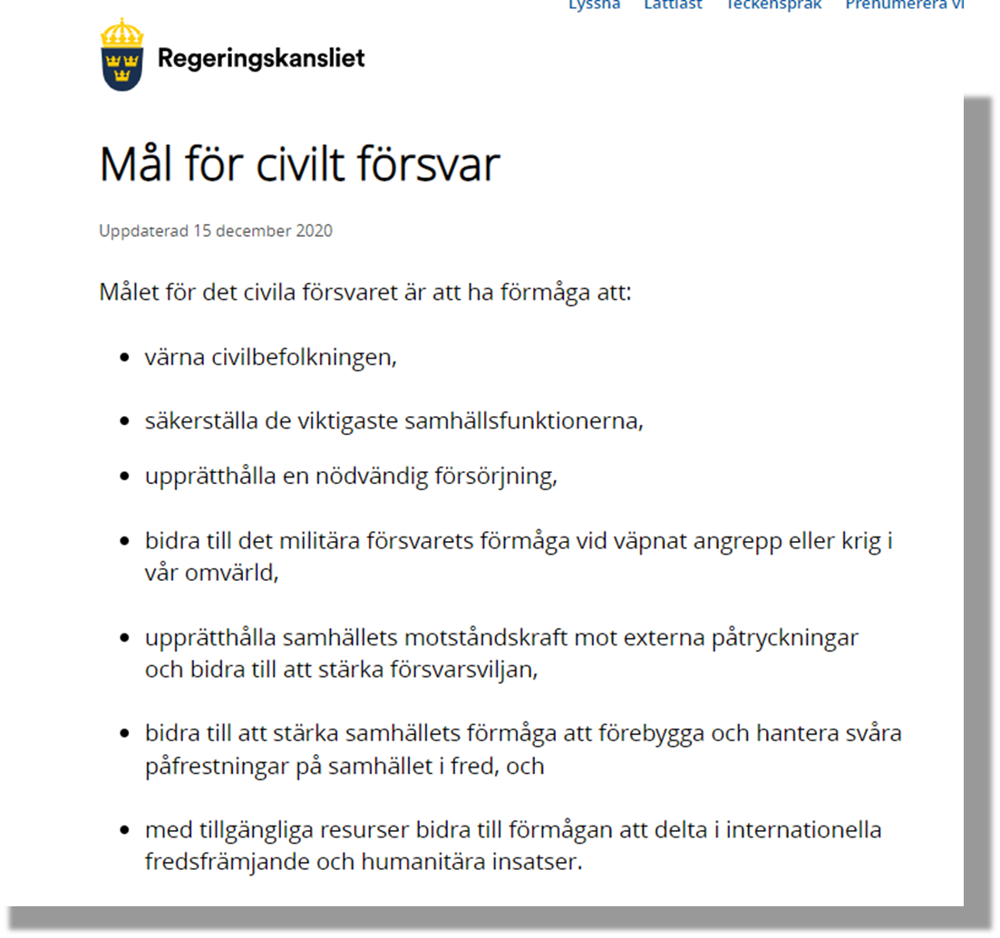 Lyssna Lättläst Teckenspråk Prenumerera vi
Regeringskansliet
Mål för civilt försvar
Uppdaterad 15 december 2020
Målet för det civila försvaret är att ha förmåga att:
• värna civilbefolkningen,
• säkerställa de viktigaste samhällsfunktionerna,
• upprätthålla en nödvändig försörjning,
• bidra till det militära försvarets förmåga vid väpnat angrepp eller krig i
vår omvärld,
• upprätthålla samhällets motståndskraft mot externa påtryckningar
och bidra till att stärka försvarsviljan,
• bidra till att stärka samhällets förmåga att förebygga och hantera svåra
påfrestningar på samhället i fred, och
• med tillgängliga resurser bidra till förmågan att delta i internationella
fredsfrämjande och humanitära insatser.